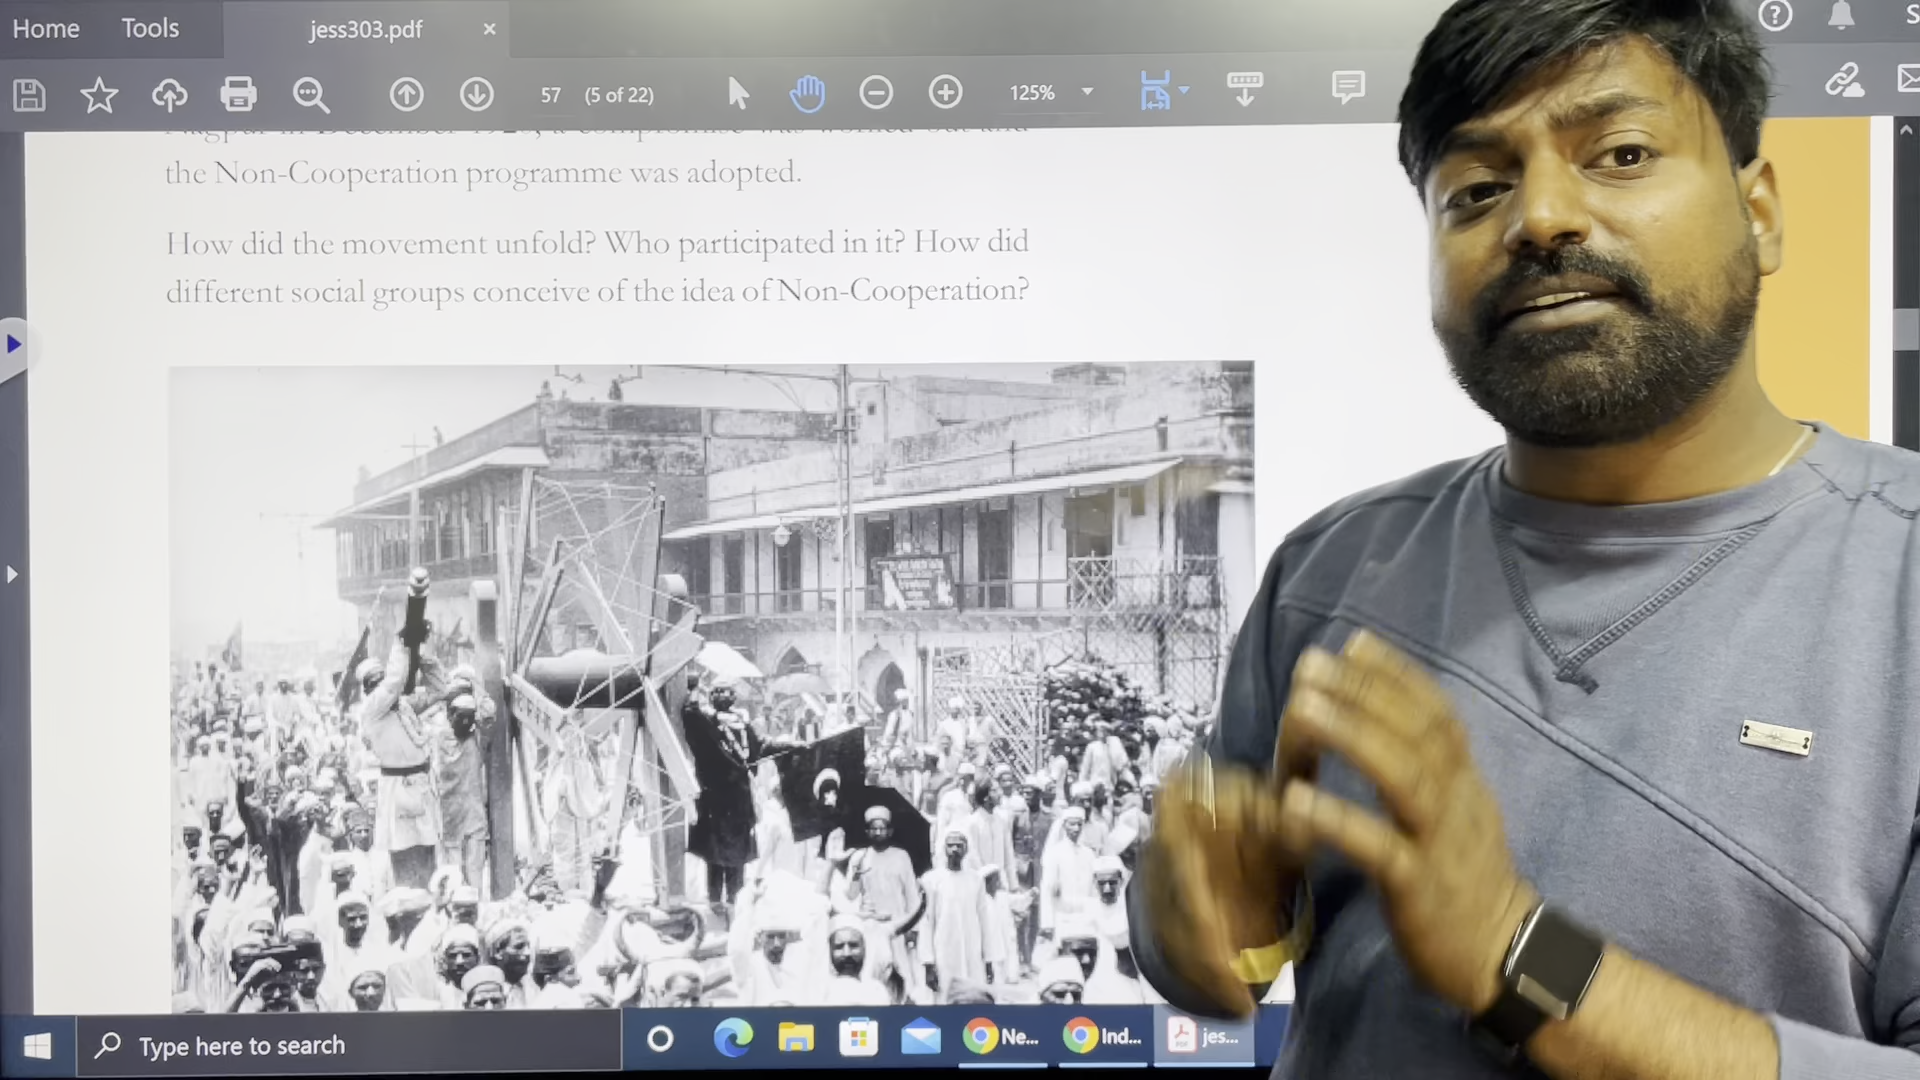 Home Tools jess303.pdf
57 (5 of 22) 125%
the Non-Cooperation programme was adopted.
How did the movement unfold? Who participated in it? How did
different social groups conceive of the idea of Non-Cooperation?
Type here to search
Ne... Ind... jes...